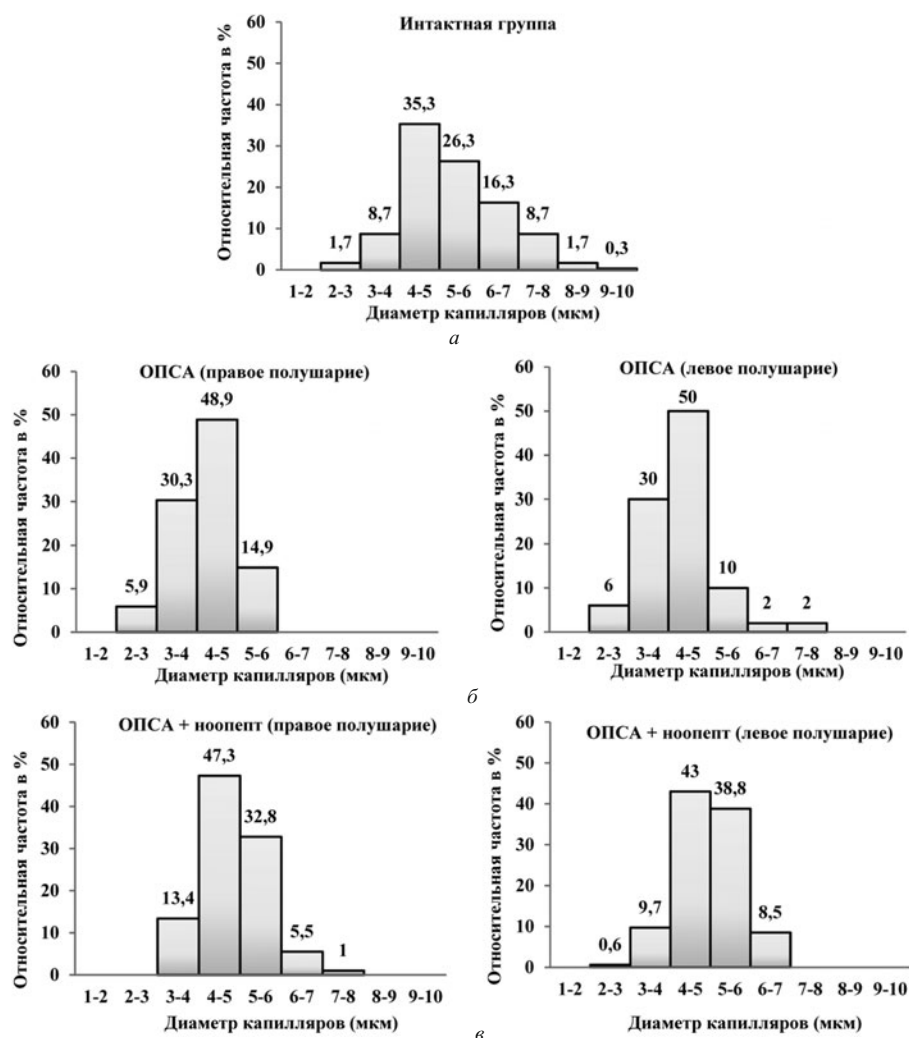 Интактная группа
Относительная частота в %
60
50
40
30
20
10
0
1,7
8,7
35,3
26,3
16,3
8,7
1,7
0,3
1-2 2-3 3-4 4-5 5-6 6-7 7-8 8-9 9-10
Диаметр капилляров (мкм)
а
ОПСА (правое полушарие)
Относительная частота в %
60
50
40
30
20
10
0
5,9
30,3
48,9
14,9
1-2 2-3 3-4 4-5 5-6 6-7 7-8 8-9 9-10
Диаметр капилляров (мкм)
ОПСА (левое полушарие)
Относительная частота в %
60
50
40
30
20
10
0
6
30
50
10
2
2
1-2 2-3 3-4 4-5 5-6 6-7 7-8 8-9 9-10
Диаметр капилляров (мкм)
б
ОПСА + ноопепт (правое полушарие)
Относительная частота в %
60
50
40
30
20
10
0
13,4
47,3
32,8
5,5
1
1-2 2-3 3-4 4-5 5-6 6-7 7-8 8-9 9-10
Диаметр капилляров (мкм)
ОПСА + ноопепт (левое полушарие)
Относительная частота в %
60
50
40
30
20
10
0
0,6
9,7
43
38,8
8,5
1-2 2-3 3-4 4-5 5-6 6-7 7-8 8-9 9-10
Диаметр капилляров (мкм)
в